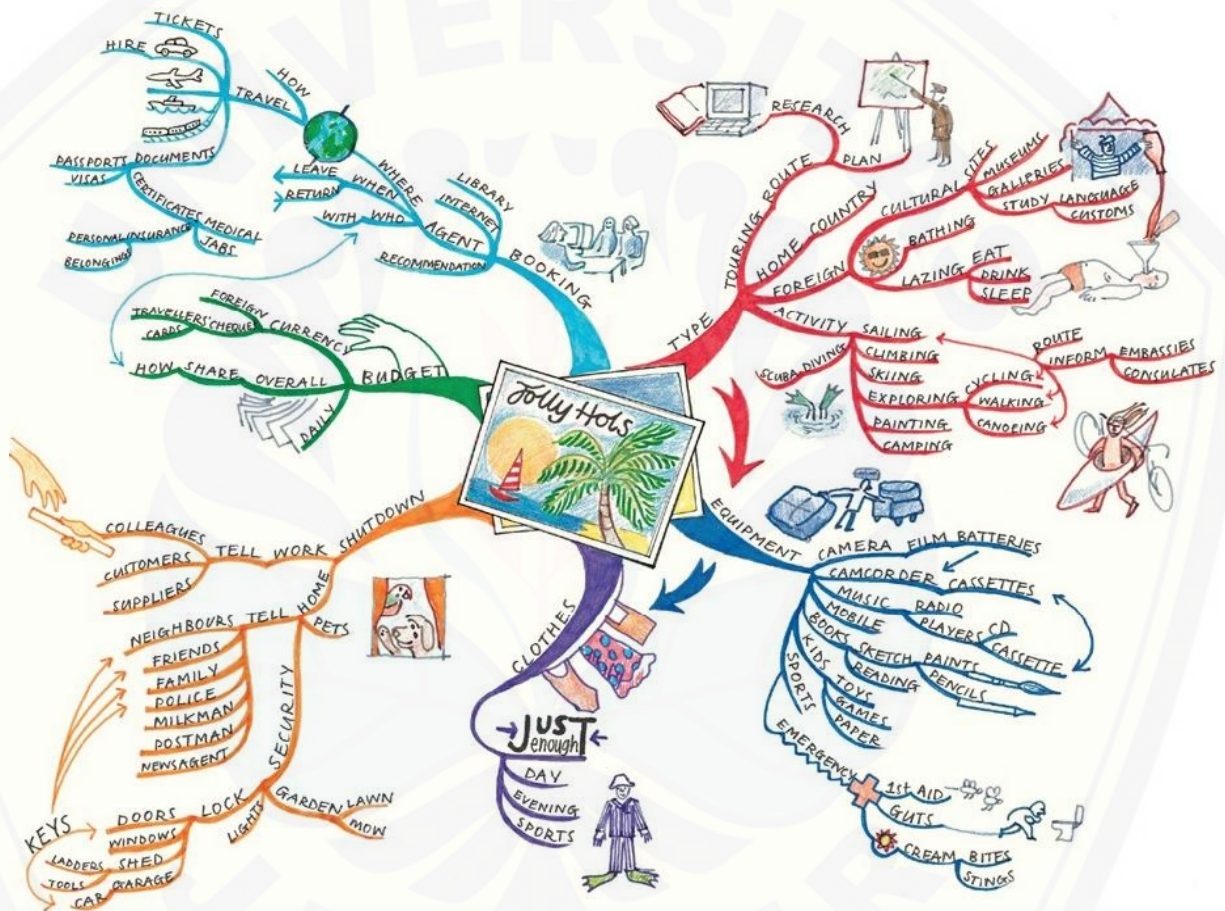 Jolly Hols
BOOKING
LIBRARY
INTERNET
AGENT
RECOMMENDATION
WHERE
WHEN
LEAVE
RETURN
WHO
WITH
HOW
TRAVEL
TICKETS
HIRE
DOCUMENTS
PASSPORTS
VISAS
CERTIFICATES
MEDICAL
JABS
INSURANCE
PERSONAL
BELONGINGS
TYPE
TOURING ROUTE
RESEARCH
PLAN
HOME COUNTRY
FOREIGN
CULTURAL SITES
MUSEUMS
GALLERIES
STUDY
LANGUAGE
CUSTOMS
BATHING
LAZING
EAT
DRINK
SLEEP
ACTIVITY
SAILING
CLIMBING
SKIING
SCUBA DIVING
EXPLORING
CYCLING
WALKING
CANOEING
PAINTING
CAMPING
ROUTE
INFORM
EMBASSIES
CONSULATES
EQUIPMENT
CAMERA
FILM BATTERIES
CAMCORDER
CASSETTES
MUSIC
RADIO
PLAYERS
CD
CASSETTE
MOBILE
BOOKS
SKETCH
PAINTS
PENCILS
READING
KIDS
TOYS
GAMES
PAPER
SPORTS
EMERGENCY
1st AID
GUTS
CREAM
BITES
STINGS
CLOTHES
JUST
enough
DAY
EVENING
SPORTS
SHUTDOWN
WORK
TELL
COLLEAGUES
CUSTOMERS
SUPPLIERS
HOME
PETS
TELL
NEIGHBOURS
FRIENDS
FAMILY
POLICE
MILKMAN
POSTMAN
NEWSAGENT
SECURITY
GARDEN
LAWN
MOW
LIGHTS
LOCK
DOORS
WINDOWS
SHED
LADDERS
TOOLS
GARAGE
CAR
KEYS
BUDGET
CURRENCY
FOREIGN
TRAVELLERS' CHEQUE
CARDS
OVERALL
SHARE
HOW
DAILY